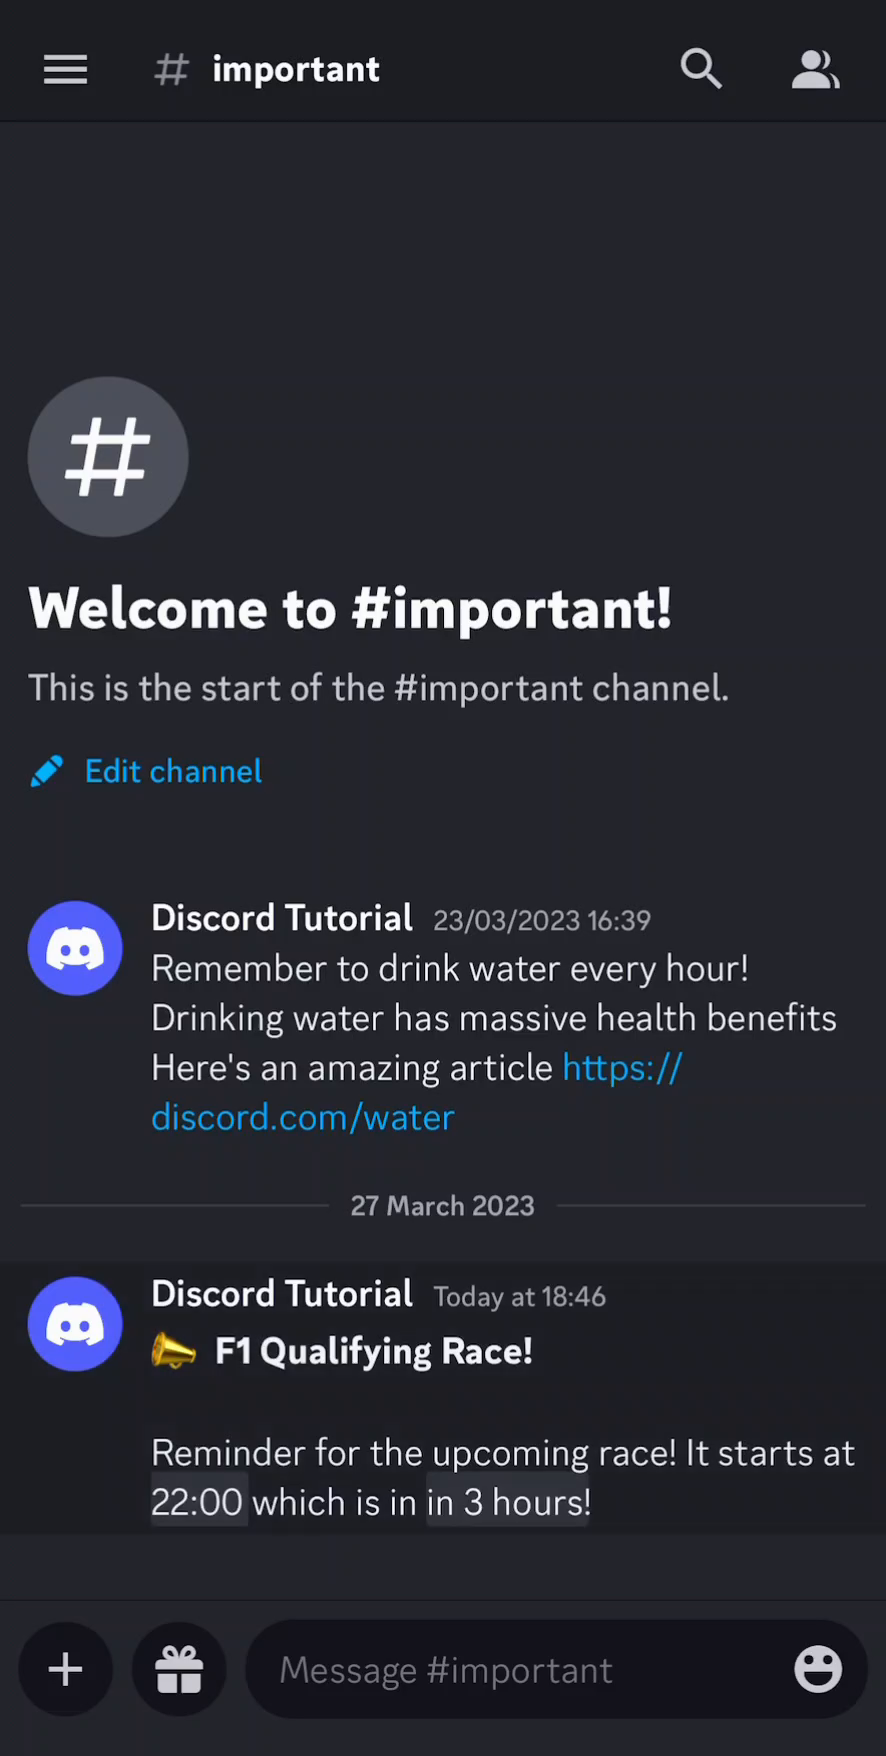 # important
#
Welcome to #important!
This is the start of the #important channel.
Edit channel
Discord Tutorial 23/03/2023 16:39
Remember to drink water every hour!
Drinking water has massive health benefits
Here's an amazing article https://
discord.com/water
27 March 2023
Discord Tutorial Today at 18:46
F1 Qualifying Race!
Reminder for the upcoming race! It starts at
22:00 which is in in 3 hours!
Message #important